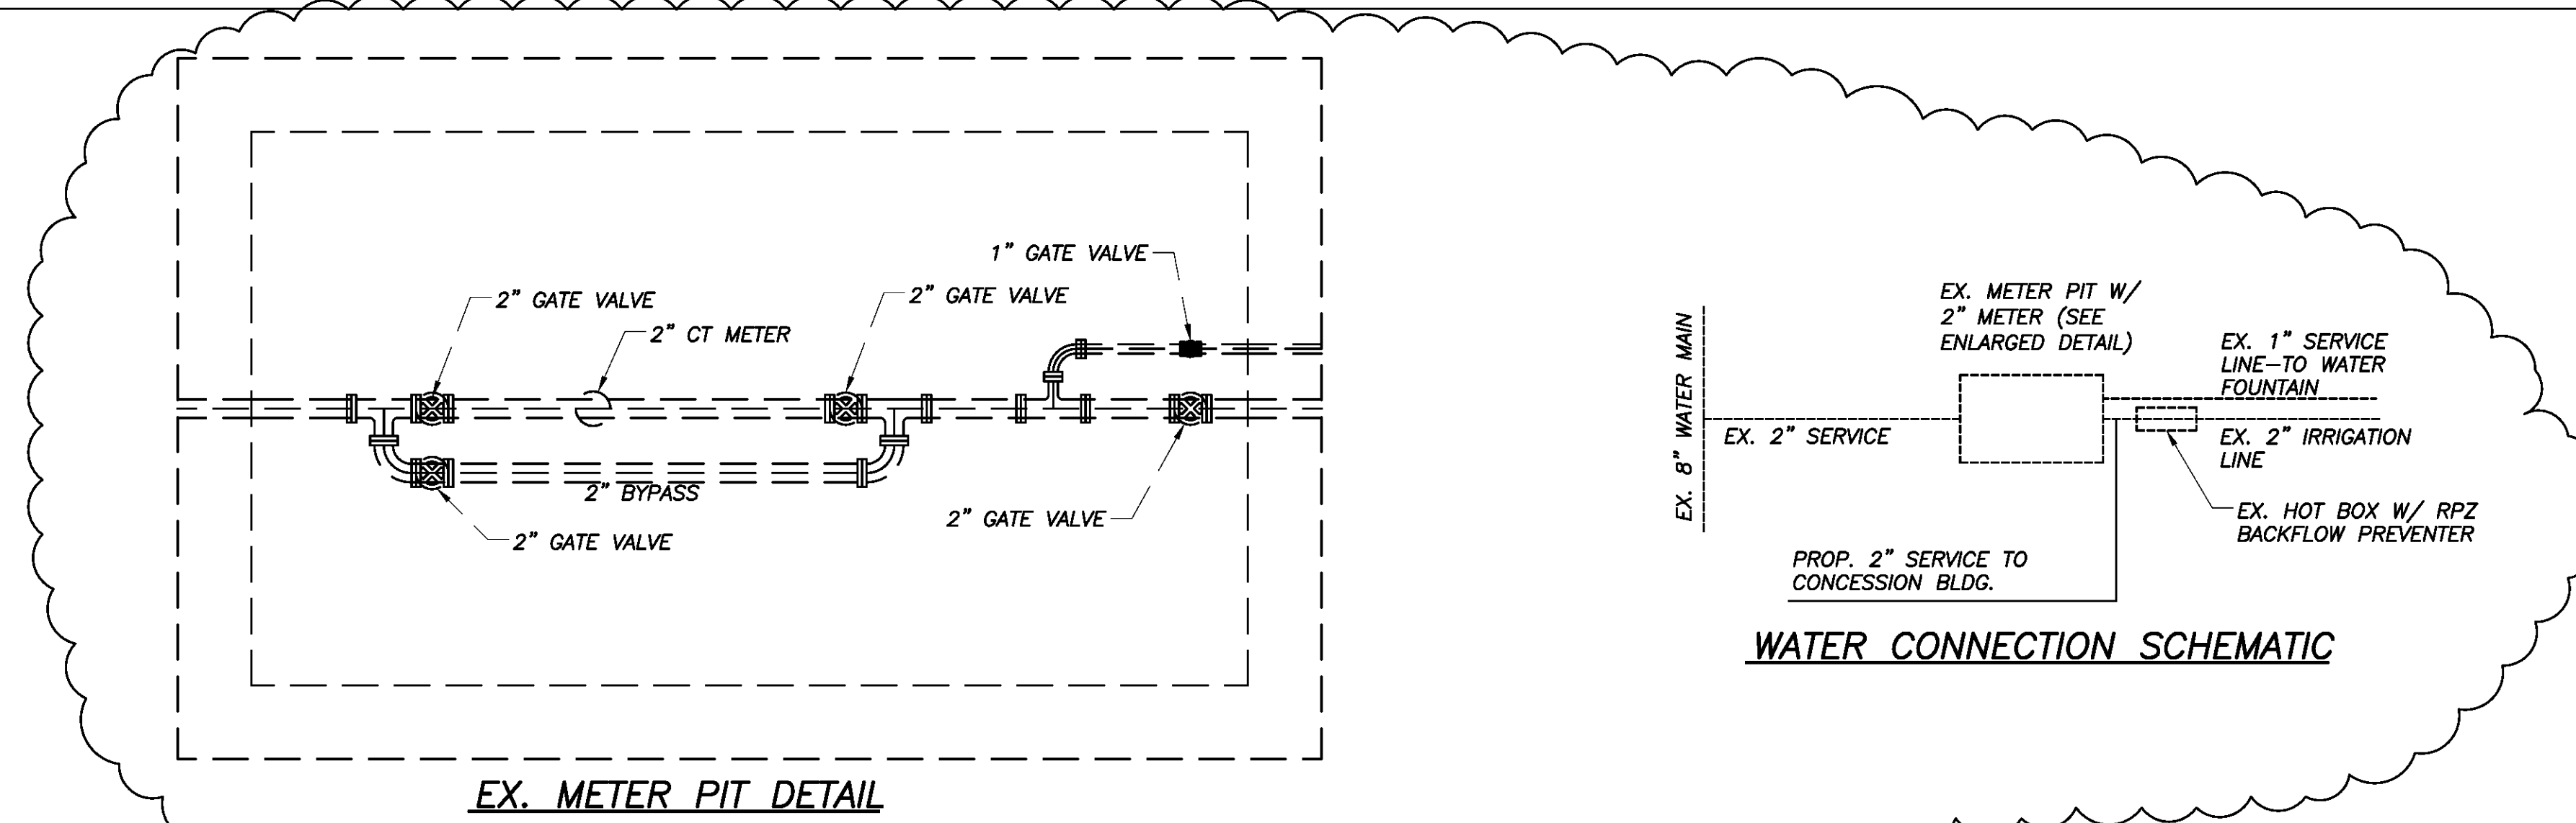 1" GATE VALVE
2" GATE VALVE
2" GATE VALVE
2" CT METER
2" BYPASS
2" GATE VALVE
2" GATE VALVE
EX. METER PIT DETAIL
EX. 8" WATER MAIN
EX. 2" SERVICE
EX. METER PIT W/
2" METER (SEE
ENLARGED DETAIL)
EX. 1" SERVICE
LINE-TO WATER
FOUNTAIN
EX. 2" IRRIGATION
LINE
EX. HOT BOX W/ RPZ
BACKFLOW PREVENTER
PROP. 2" SERVICE TO
CONCESSION BLDG.
WATER CONNECTION SCHEMATIC